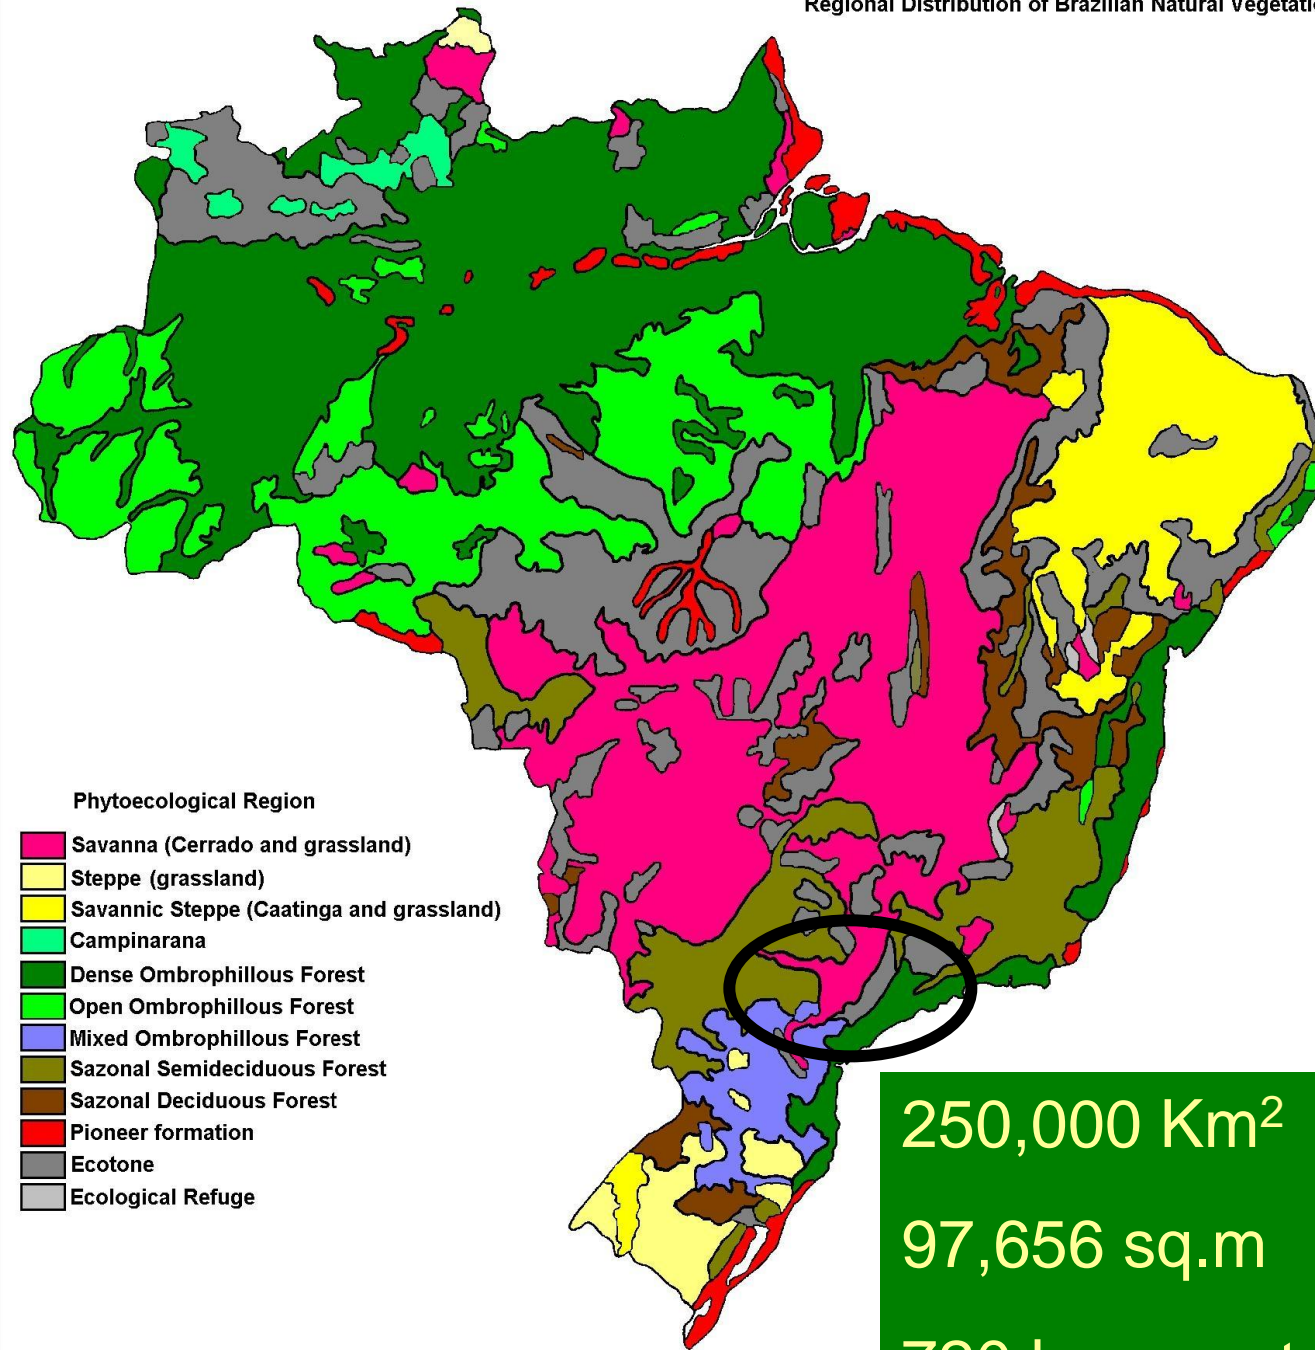 Regional Distribution of Brazilian Natural
Phytoecological Region
Savanna (Cerrado and grassland)
Steppe (grassland)
Savannic Steppe (Caatinga and grassland)
Campinarana
Dense Ombrophillous Forest
Open Ombrophillous Forest
Mixed Ombrophillous Forest
Sazonal Semideciduous Forest
Sazonal Deciduous Forest
Pioneer formation
Ecotone
Ecological Refuge
250,000 Km²
97,656 sq.m